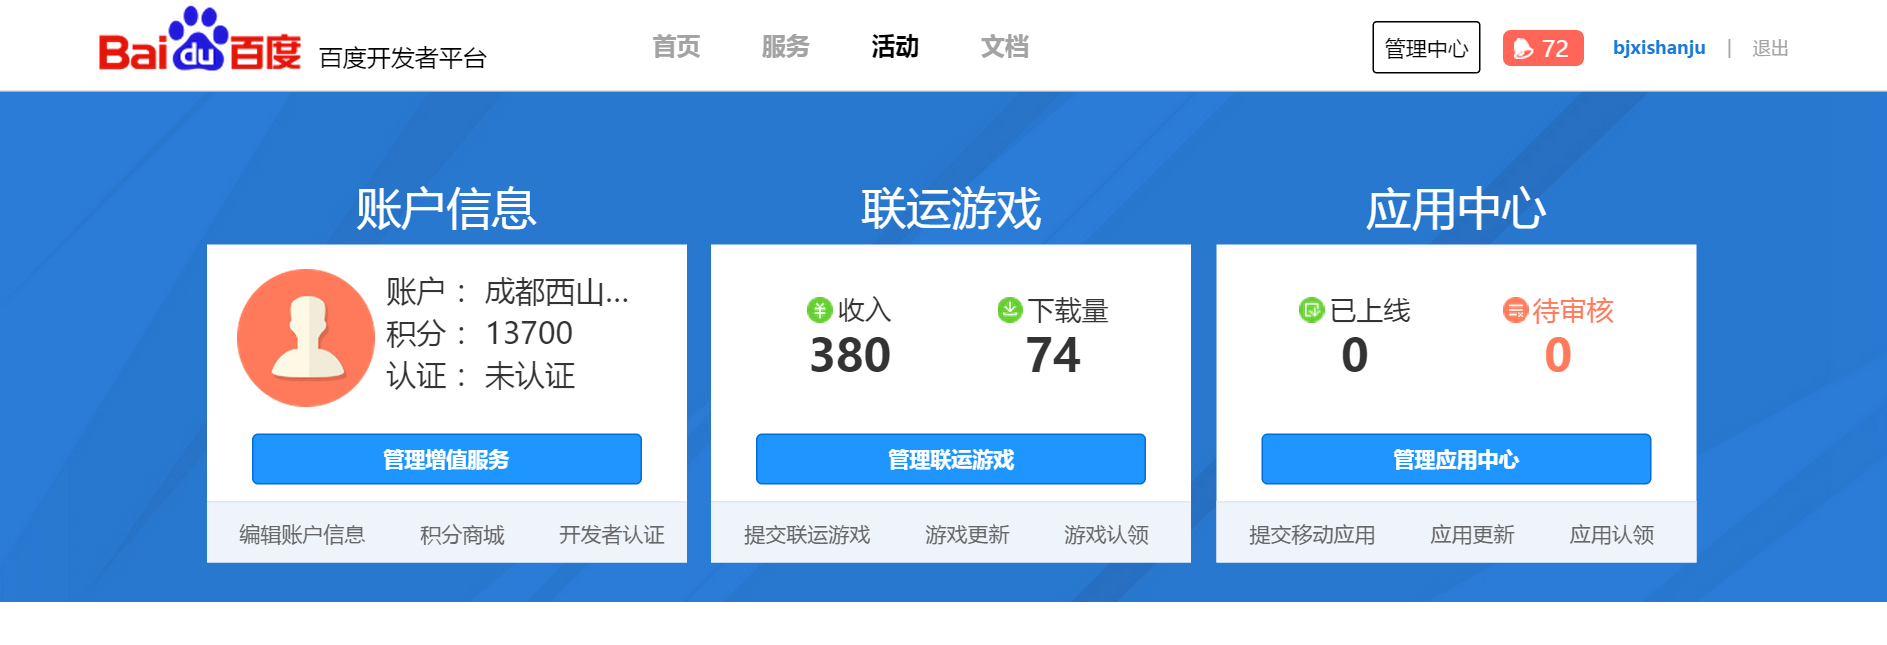 Bai du 百度 百度开发者平台 首页 服务 活动 文档 管理中心 72 bjxishanju | 退出
账户信息
账户： 成都西山...
积分： 13700
认证： 未认证
管理增值服务
编辑账户信息 积分商城 开发者认证
联运游戏
收入 下载量
380 74
管理联运游戏
提交联运游戏 游戏更新 游戏认领
应用中心
已上线 待审核
0 0
管理应用中心
提交移动应用 应用更新 应用认领